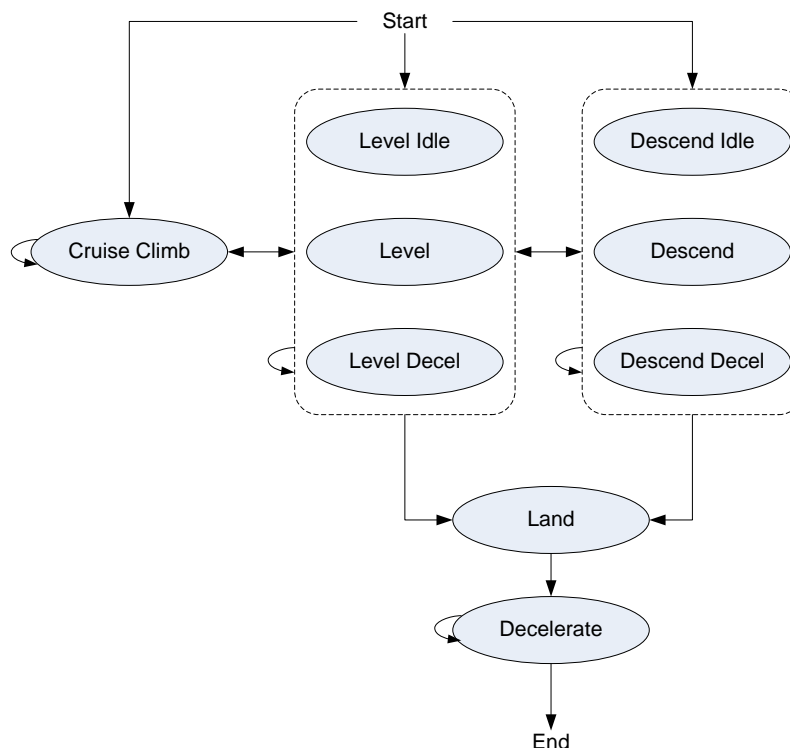 Start
Level Idle
Descend Idle
Cruise Climb
Level
Descend
Level Decel
Descend Decel
Land
Decelerate
End